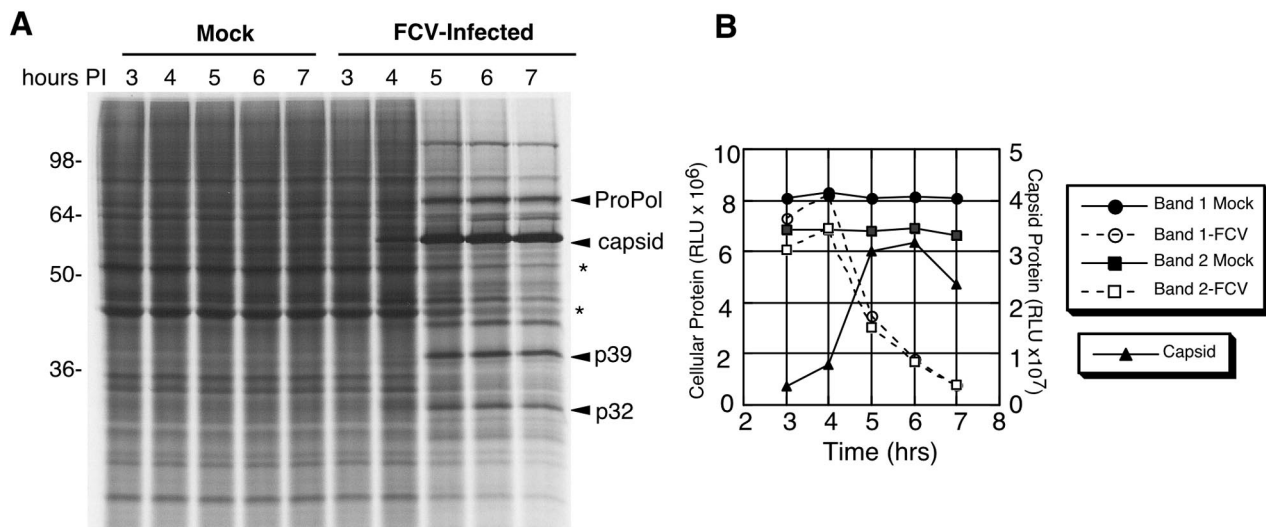 A
Mock
FCV-Infected
hours PI 3 4 5 6 7 3 4 5 6 7
98-
64-
50-
36-
ProPol
capsid
*
*
p39
p32
B
Cellular Protein (RLU x 10⁶)
10
8
6
4
2
0
5
4
3
2
1
0
Capsid Protein (RLU x10⁷)
2 3 4 5 6 7 8
Time (hrs)
Band 1 Mock
Band 1-FCV
Band 2 Mock
Band 2-FCV
Capsid